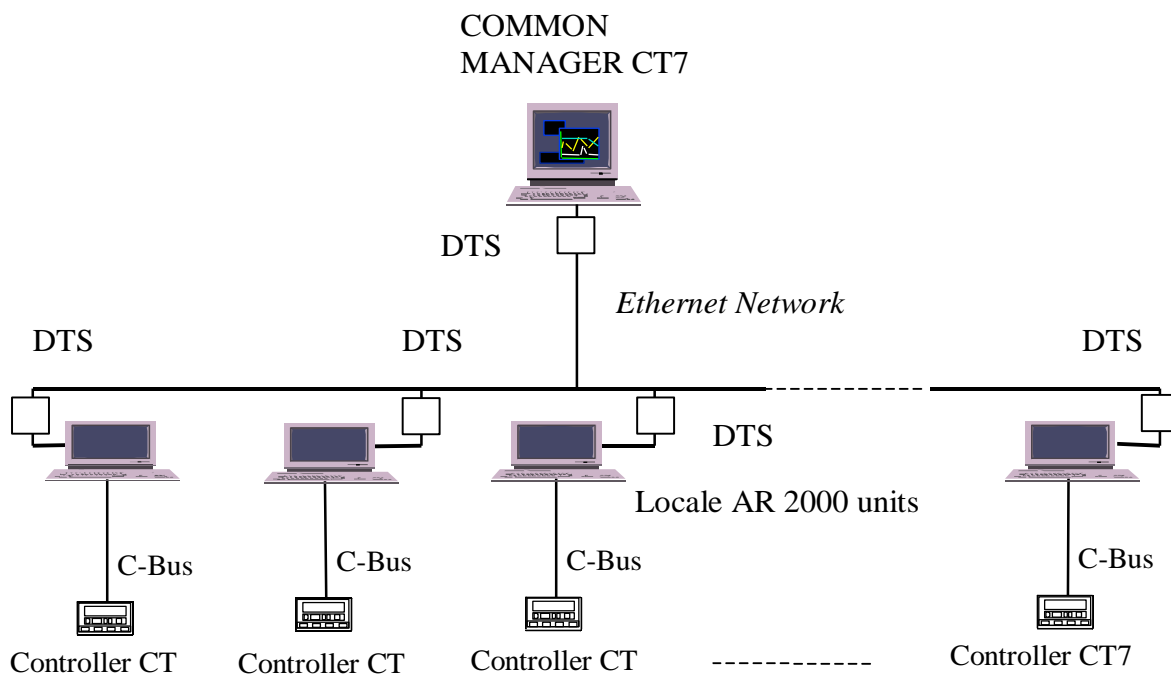 COMMON
MANAGER CT7
DTS
Ethernet Network
DTS
DTS
DTS
DTS
Locale AR 2000 units
C-Bus
C-Bus
C-Bus
C-Bus
Controller CT
Controller CT
Controller CT
Controller CT7